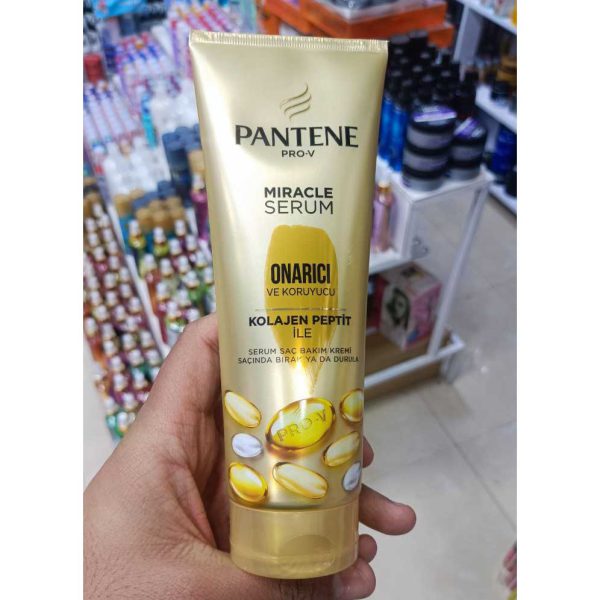 PANTENE
PRO-V
MIRACLE
SERUM
ONARICI
VE KORUYUCU
KOLAJEN PEPTİT
İLE
SERUM SAÇ BAKIM KREMİ
SAÇINDA BIRAK YA DA DURULA
PRO-V